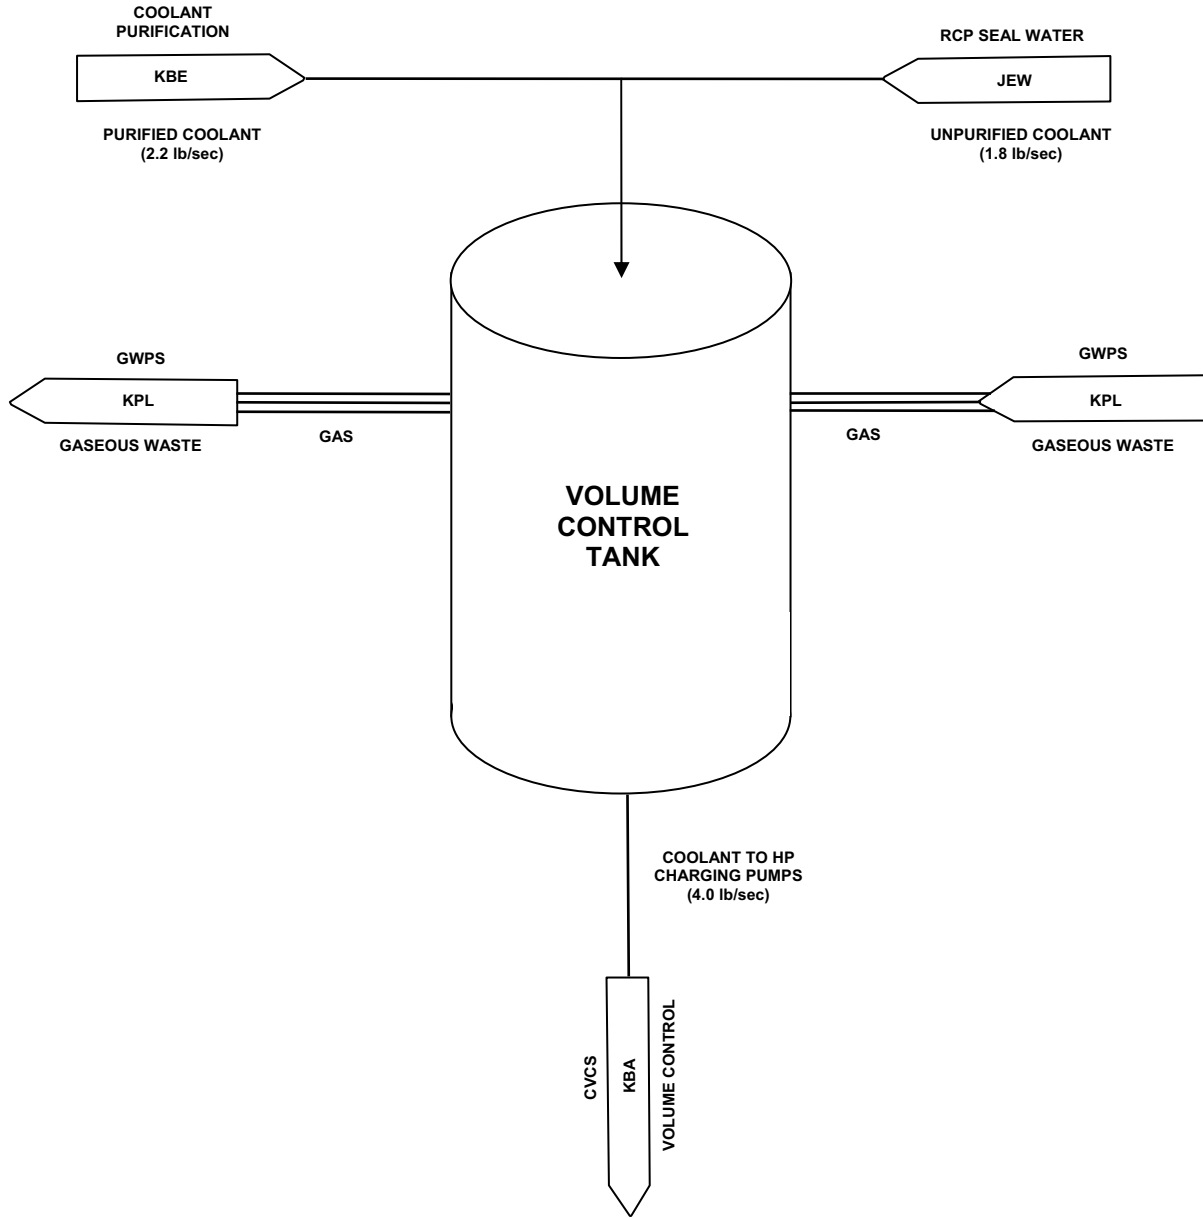 COOLANT
PURIFICATION
KBE
PURIFIED COOLANT
(2.2 lb/sec)
RCP SEAL WATER
JEW
UNPURIFIED COOLANT
(1.8 lb/sec)
GWPS
KPL
GASEOUS WASTE
GAS
GWPS
KPL
GASEOUS WASTE
GAS
VOLUME
CONTROL
TANK
COOLANT TO HP
CHARGING PUMPS
(4.0 lb/sec)
CVCS
KBA
VOLUME CONTROL